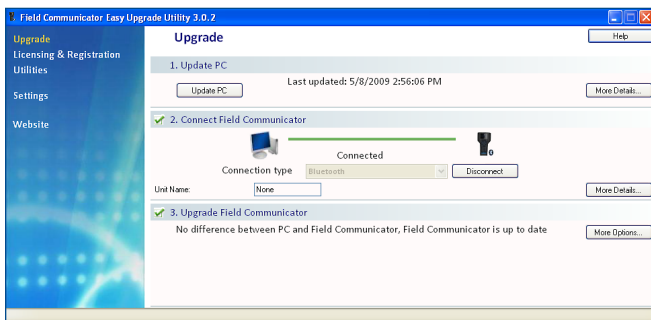 Field Communicator Easy Upgrade Utility 3.0.2
Upgrade
Licensing & Registration
Utilities
Settings
Website
Upgrade
Help
1. Update PC
Update PC
Last updated: 5/8/2009 2:56:06 PM
More Details...
2. Connect Field Communicator
Connected
Connection type
Bluetooth
Disconnect
Unit Name:
None
More Details...
3. Upgrade Field Communicator
No difference between PC and Field Communicator, Field Communicator is up to date
More Options...